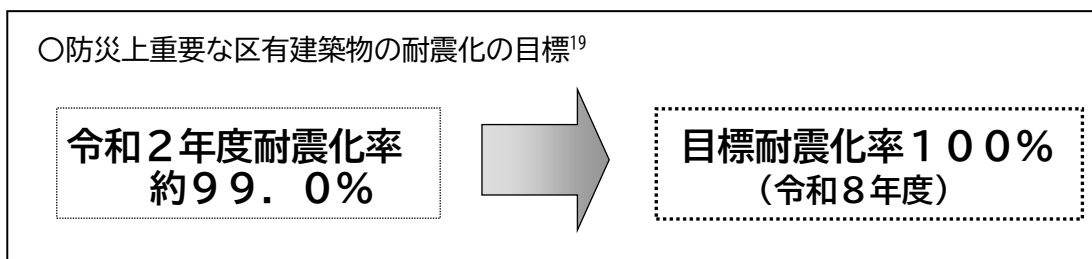 〇防災上重要な区有建築物の耐震化の目標19
令和２年度耐震化率
約９９．０%
目標耐震化率１００%
（令和８年度）